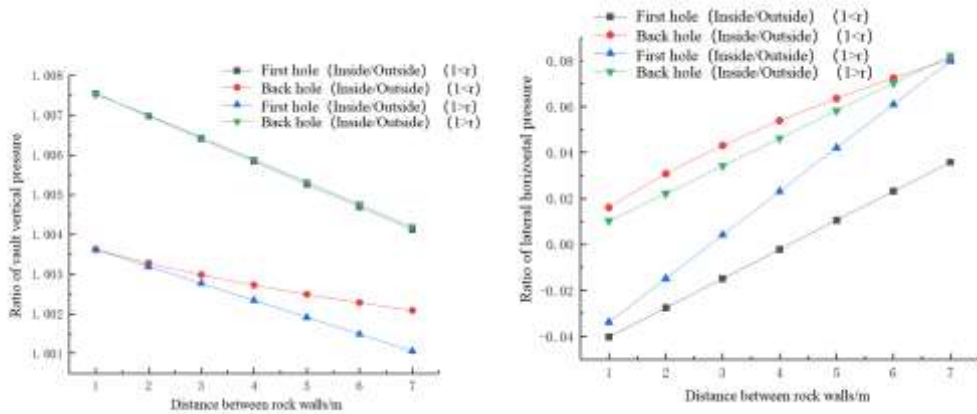 First hole (Inside/Outside) (1<r)
Back hole (Inside/Outside) (1<r)
First hole (Inside/Outside) (1>r)
Back hole (Inside/Outside) (1>r)
1.008
1.007
1.006
1.005
1.004
1.003
1.002
1.001
Ratio of vault vertical pressure
1 2 3 4 5 6 7
Distance between rock walls/m
First hole (Inside/Outside) (1<r)
Back hole (Inside/Outside) (1<r)
First hole (Inside/Outside) (1>r)
Back hole (Inside/Outside) (1>r)
0.08
0.06
0.04
0.02
0.00
-0.02
-0.04
Ratio of lateral horizontal pressure
1 2 3 4 5 6 7
Distance between rock walls/m